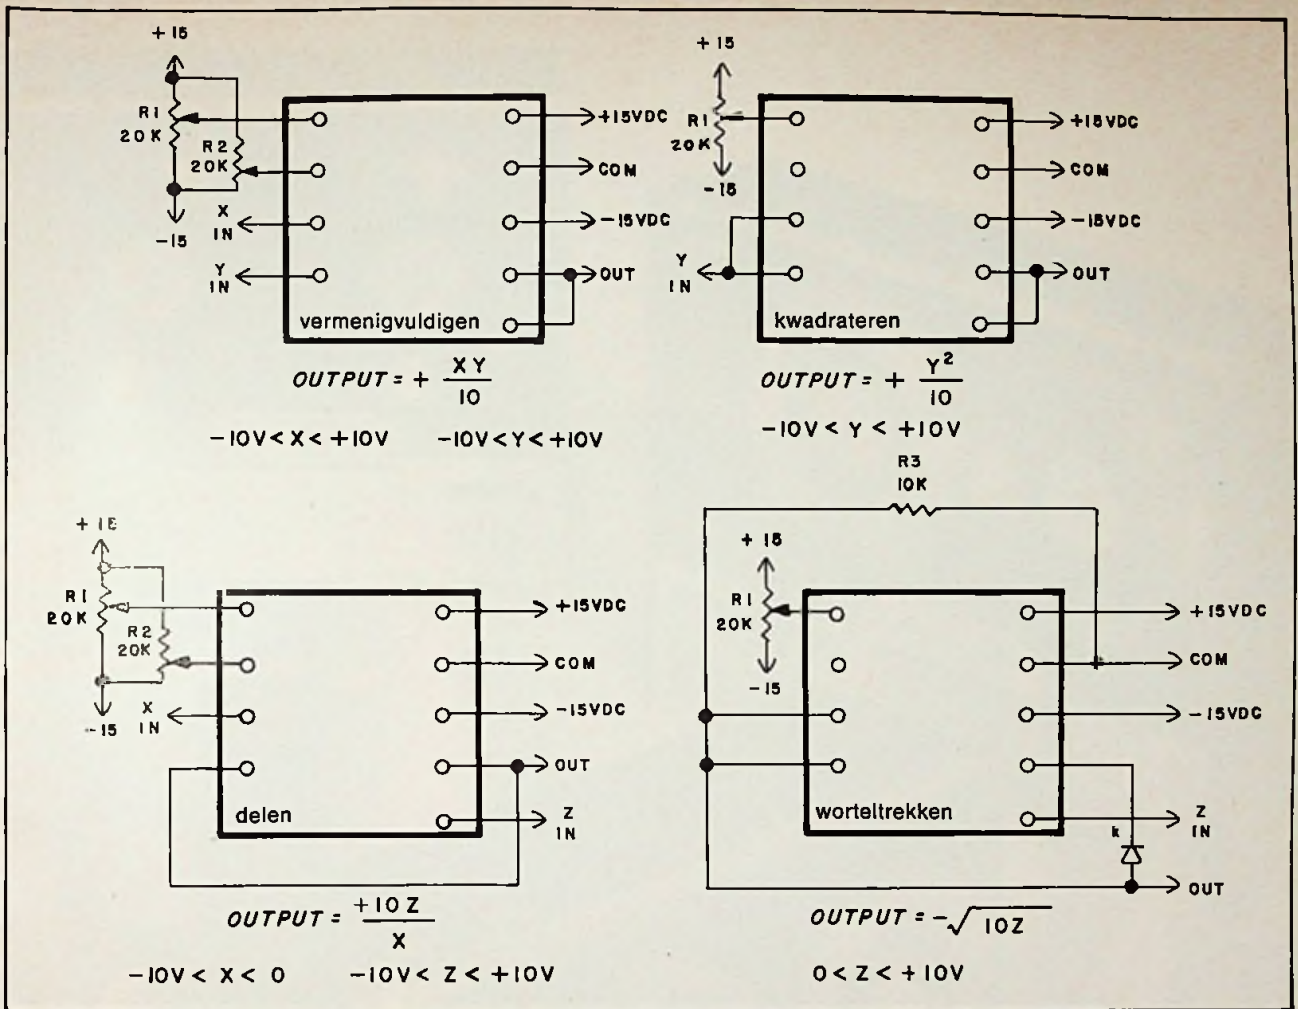 +15
R1
20K
R2
20K
X
IN
-15
Y
IN
+15VDC
COM
-15VDC
OUT
vermenigvuldigen
OUTPUT = + XY
10
-10V < X < +10V -10V < Y < +10V
+15
R1
20K
-15
Y
IN
+15VDC
COM
-15VDC
OUT
kwadrateren
OUTPUT = + Y²
10
-10V < Y < +10V
+15
R1
20K
R2
20K
-15
X
IN
+15VDC
COM
-15VDC
OUT
Z
IN
delen
OUTPUT = +10Z
X
-10V < X < 0 -10V < Z < +10V
R3
10K
+15
R1
20K
-15
+15VDC
COM
-15VDC
Z
IN
k
OUT
worteltrekken
OUTPUT = -√10Z
0 < Z < +10V